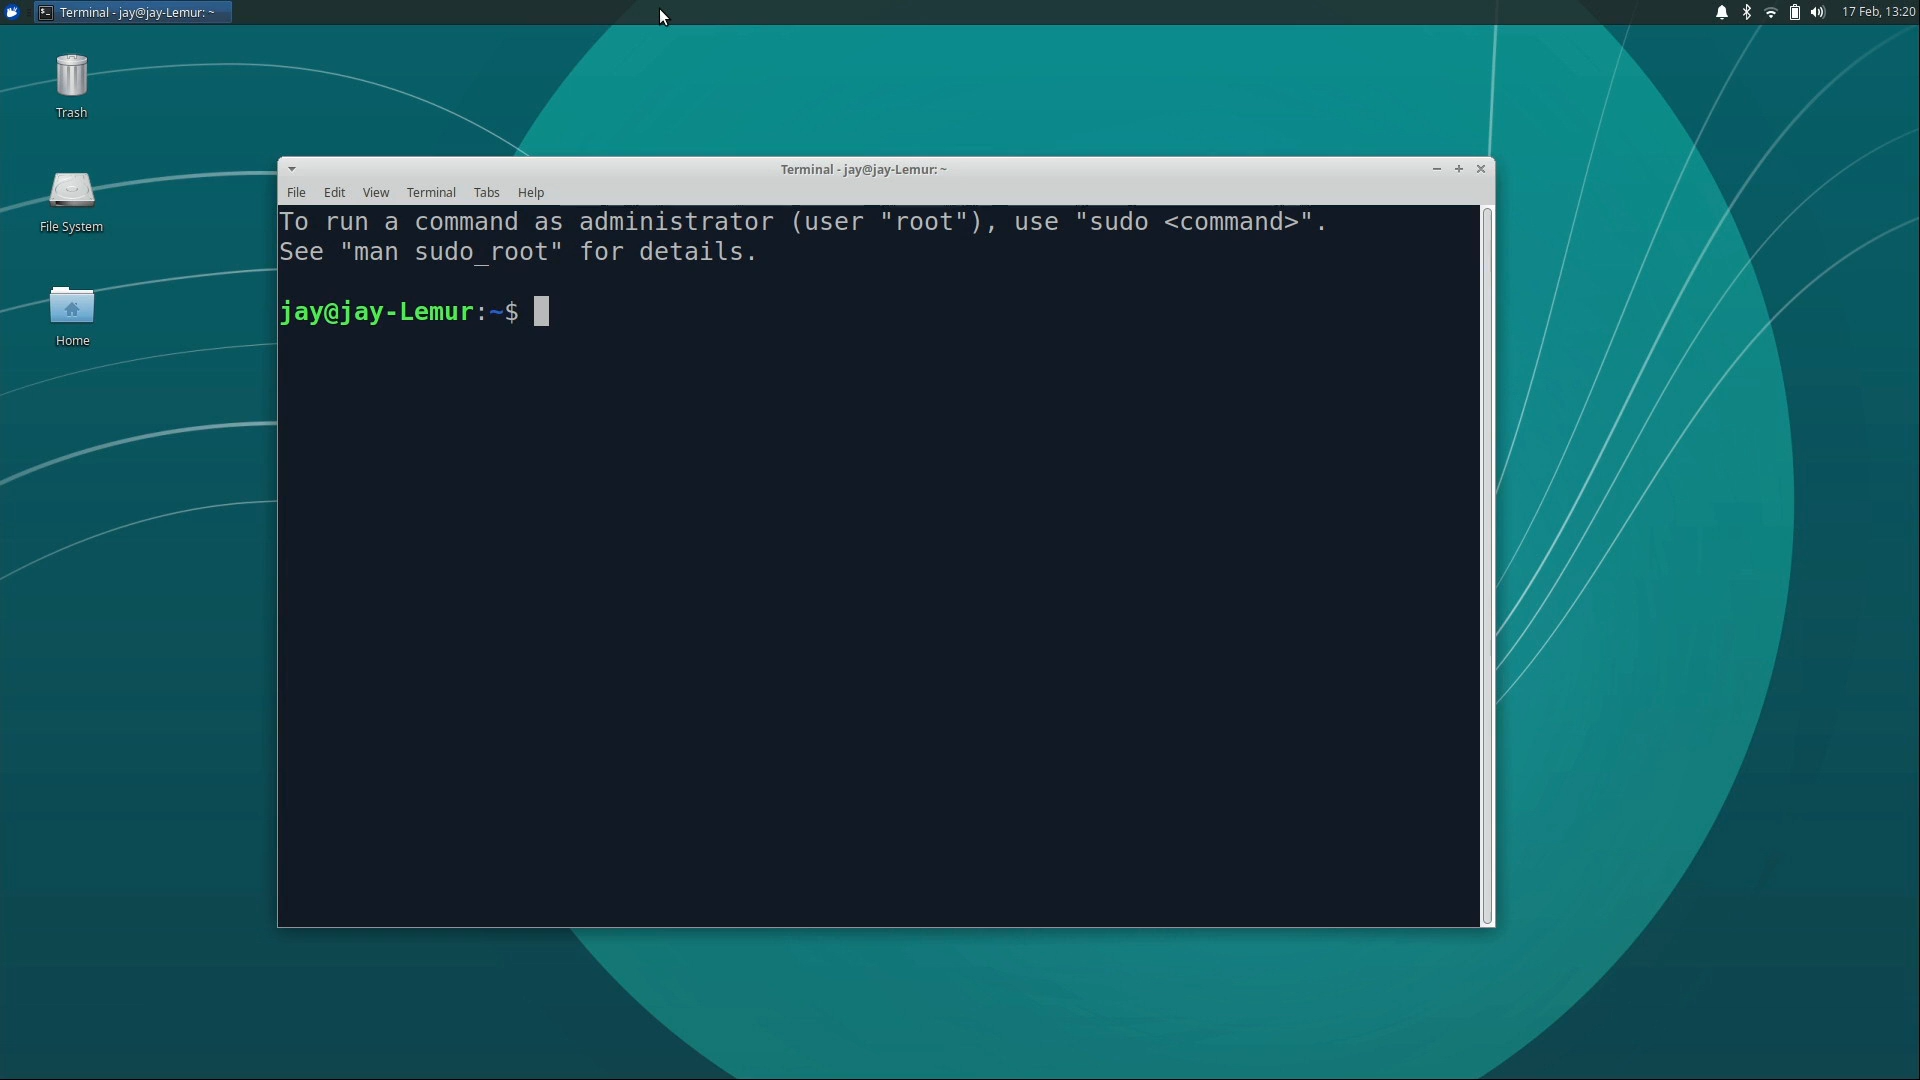 Terminal - jay@jay-Lemur: ~
17 Feb, 13:20
Trash
File System
Home
Terminal - jay@jay-Lemur: ~
File Edit View Terminal Tabs Help
To run a command as administrator (user "root"), use "sudo <command>".
See "man sudo_root" for details.
jay@jay-Lemur:~$